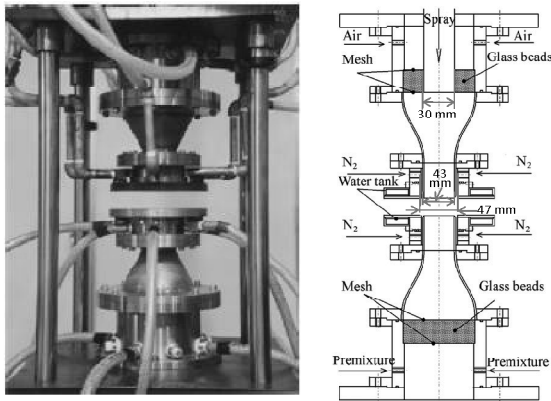 Spray
Air
Air
Mesh
Glass beads
30 mm
N2
N2
43
mm
Water tank
47 mm
N2
N2
Mesh
Glass beads
Premixture
Premixture